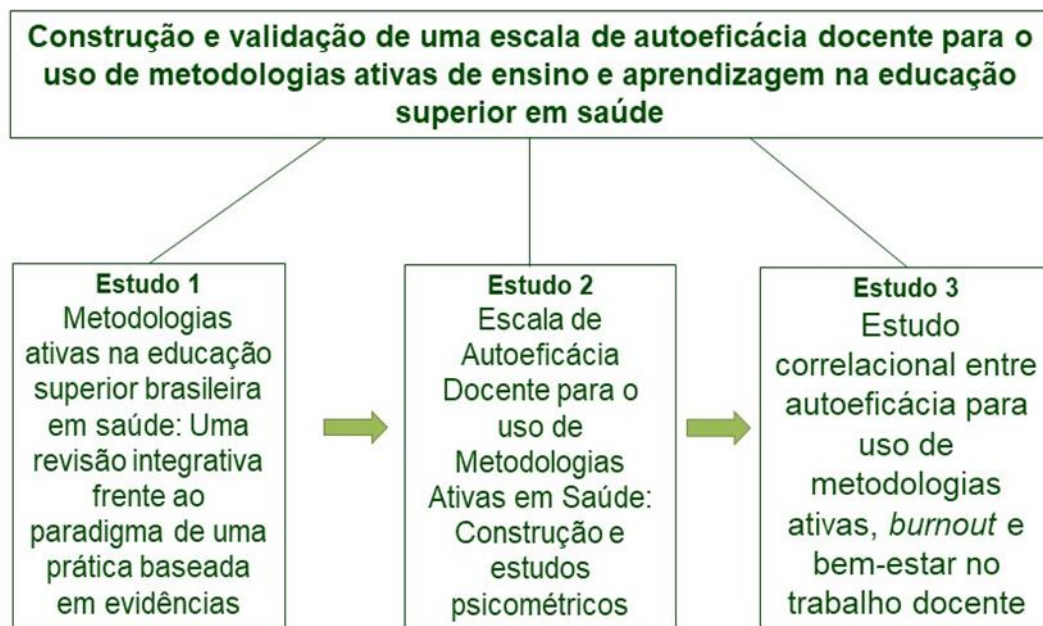 Construção e validação de uma escala de autoeficácia docente para o
uso de metodologias ativas de ensino e aprendizagem na educação
superior em saúde
Estudo 1
Metodologias
ativas na educação
superior brasileira
em saúde: Uma
revisão integrativa
frente ao
paradigma de uma
prática baseada
em evidências
Estudo 2
Escala de
Autoeficácia
Docente para o
uso de
Metodologias
Ativas em Saúde:
Construção e
estudos
psicométricos
Estudo 3
Estudo
correlacional entre
autoeficácia para
uso de
metodologias
ativas, burnout e
bem-estar no
trabalho docente